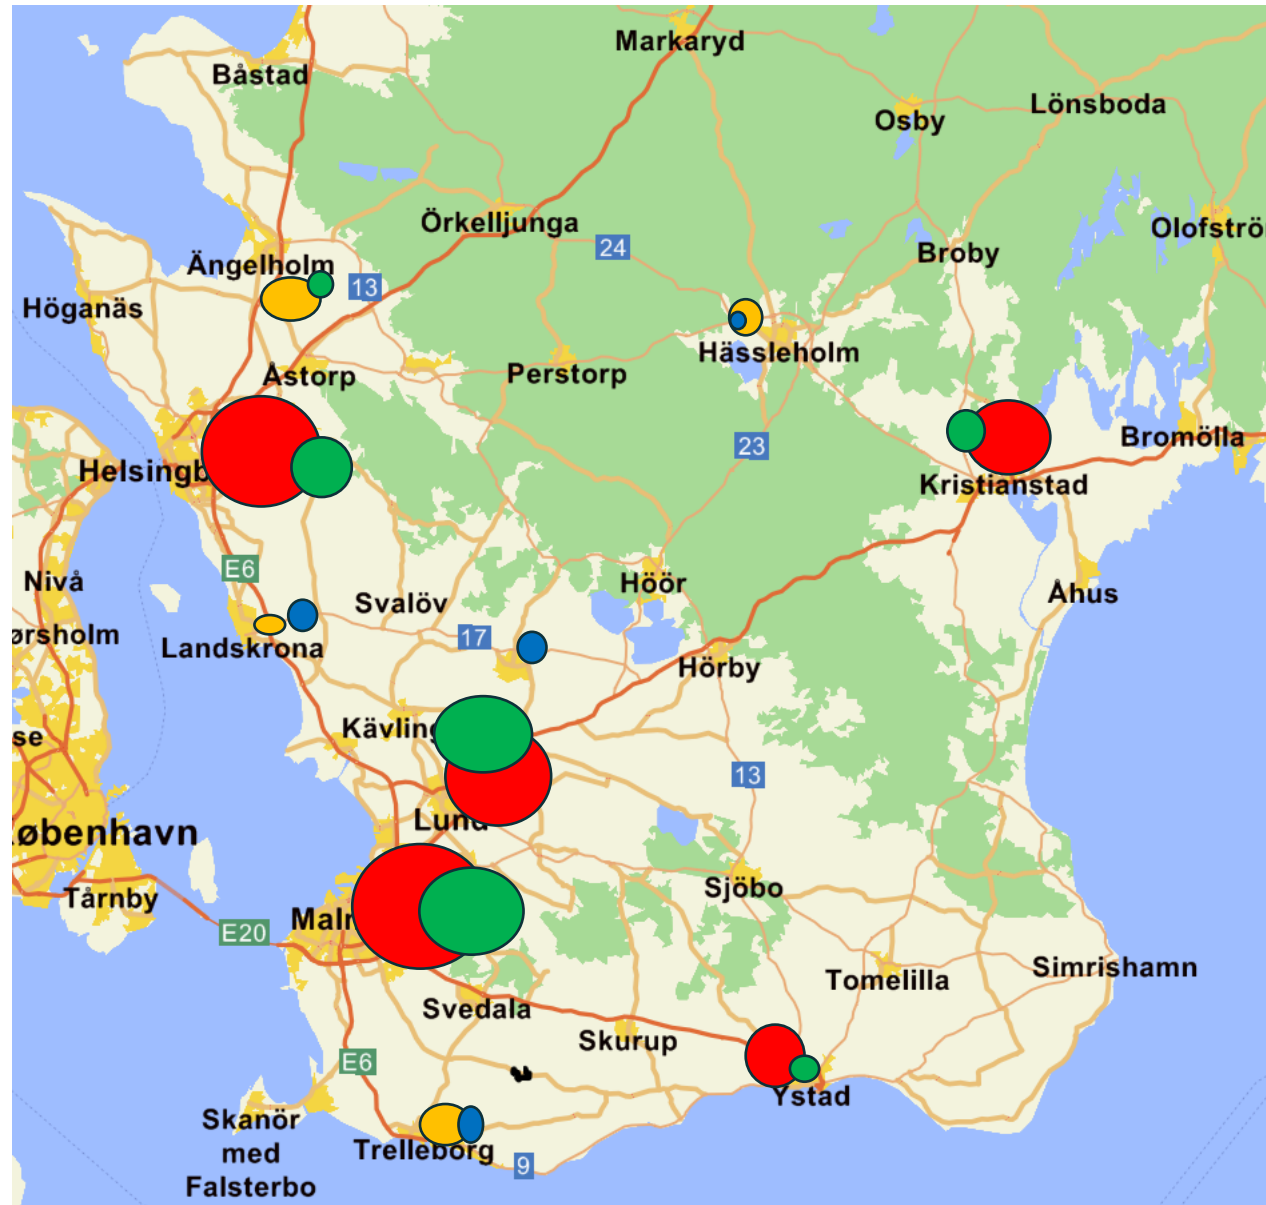 Markaryd
Båstad
Lönsboda
Osby
Örkelljunga
Olofströ
24
Broby
Ängelholm
13
Höganäs
Hässleholm
Perstorp
Åstorp
23
Bromölla
Helsingb
Kristianstad
E6
Nivå
Höör
Åhus
Svalöv
ørsholm
17
Landskrona
Hörby
Kävling
se
13
Lund
øbenhavn
Sjöbo
Tårnby
Malr
E20
Simrishamn
Tomelilla
Svedala
Skurup
E6
Ystad
Skanör
med
Falsterbo
Trelleborg
9